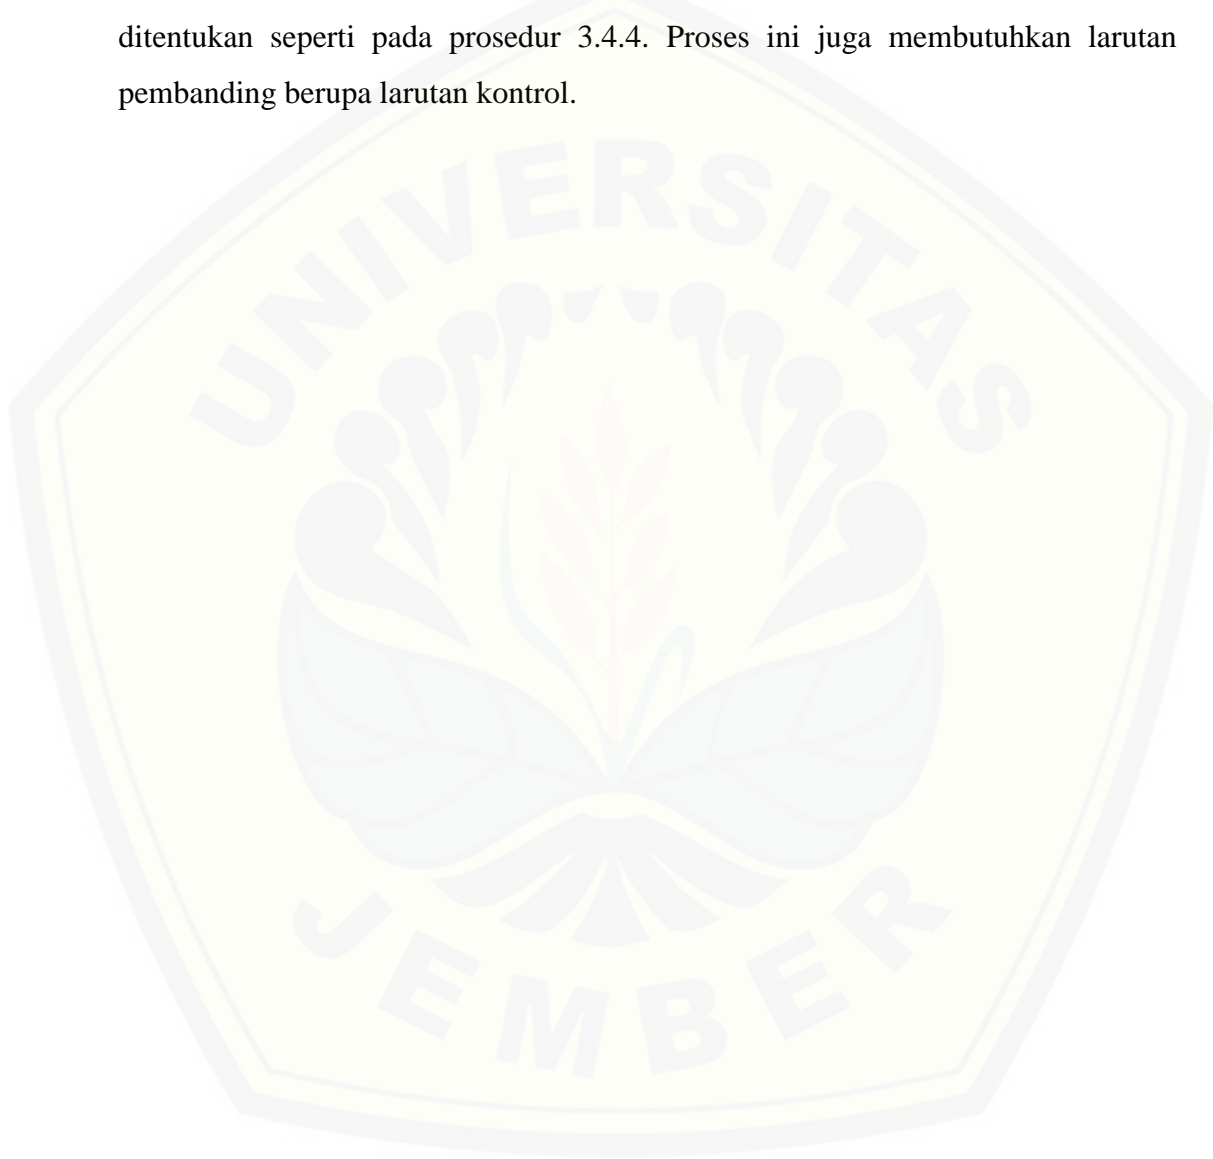 ditentukan seperti pada prosedur 3.4.4. Proses ini juga membutuhkan larutan
pembanding berupa larutan kontrol.
UNIVERSITAS
JEMBER